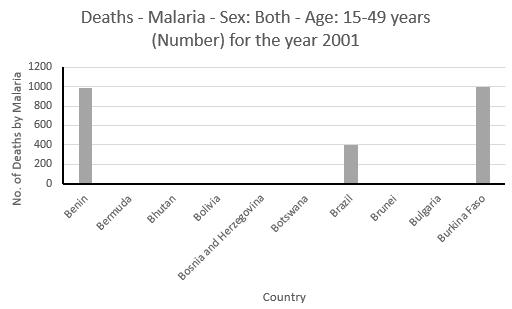 Deaths - Malaria - Sex: Both - Age: 15-49 years
(Number) for the year 2001
No. of Deaths by Malaria
1200
1000
800
600
400
200
0
Benin
Bermuda
Bhutan
Bolivia
Bosnia and Herzegovina
Botswana
Brazil
Brunei
Bulgaria
Burkina Faso
Country